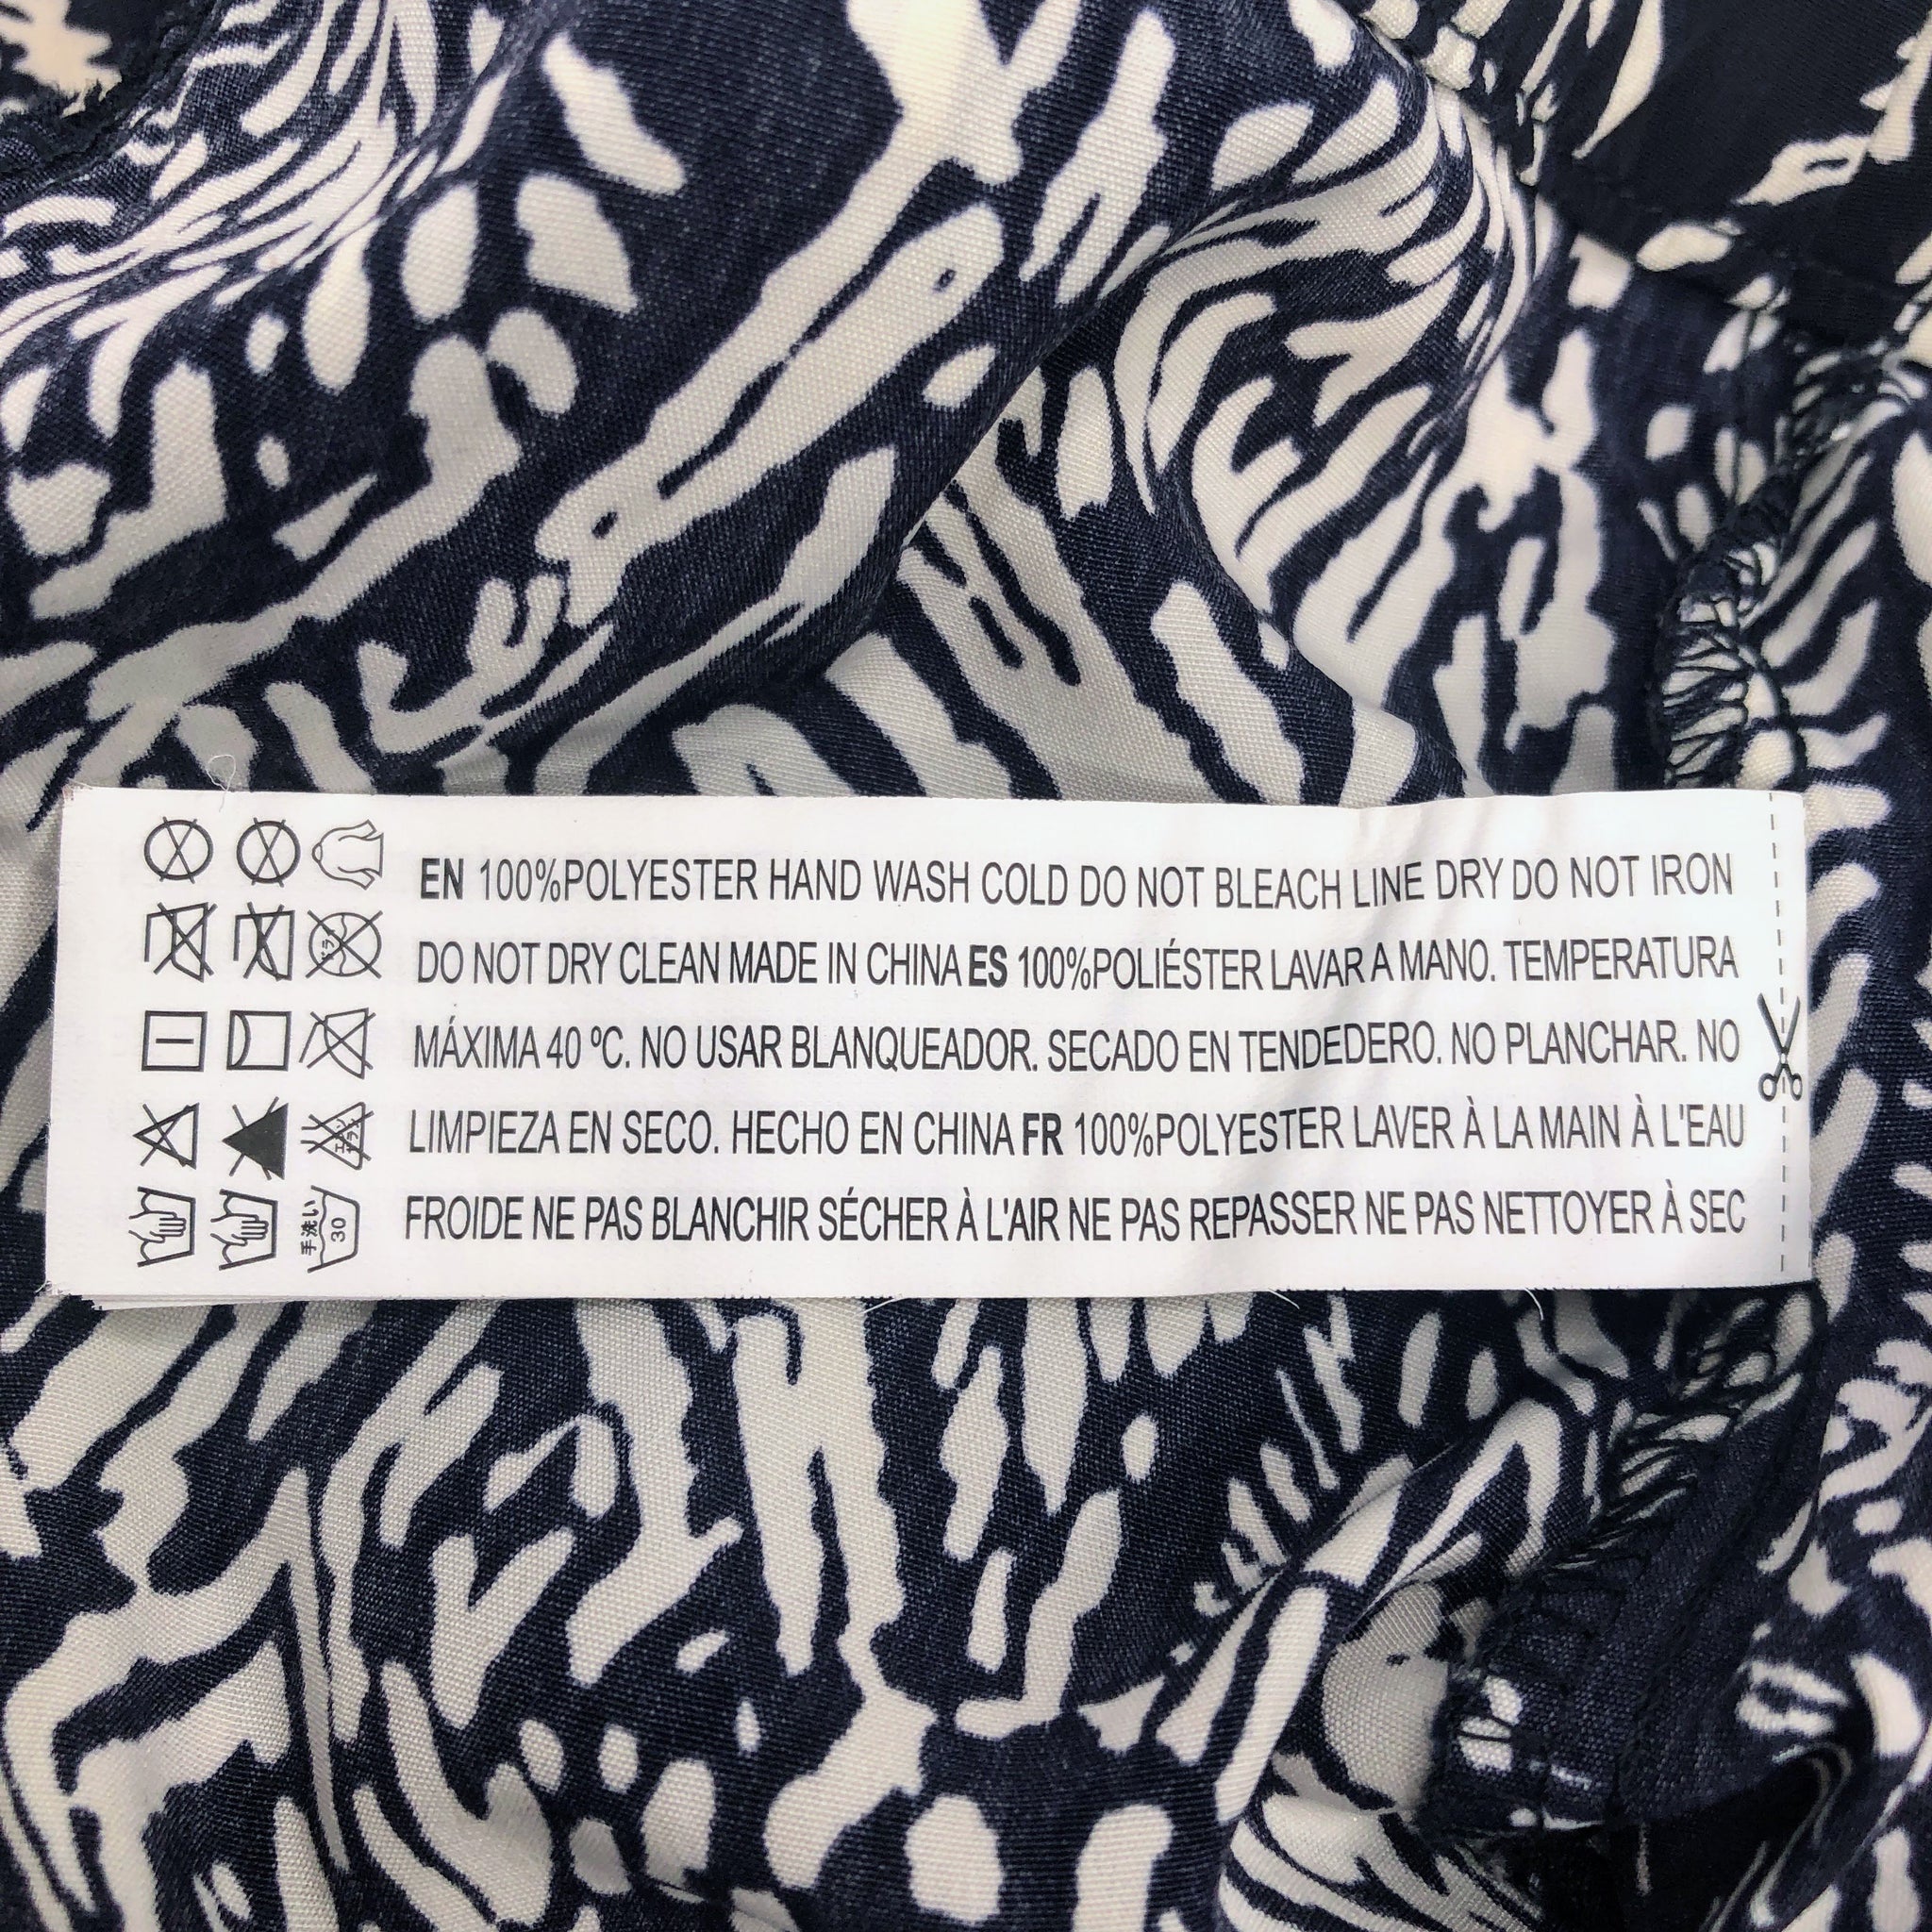 EN 100%POLYESTER HAND WASH COLD DO NOT BLEACH LINE DRY DO NOT IRON
DO NOT DRY CLEAN MADE IN CHINA ES 100%POLIÉSTER LAVAR A MANO. TEMPERATURA
MÁXIMA 40 ºC. NO USAR BLANQUEADOR. SECADO EN TENDEDERO. NO PLANCHAR. NO
LIMPIEZA EN SECO. HECHO EN CHINA FR 100%POLYESTER LAVER À LA MAIN À L'EAU
FROIDE NE PAS BLANCHIR SÉCHER À L'AIR NE PAS REPASSER NE PAS NETTOYER À SEC
手洗い
30